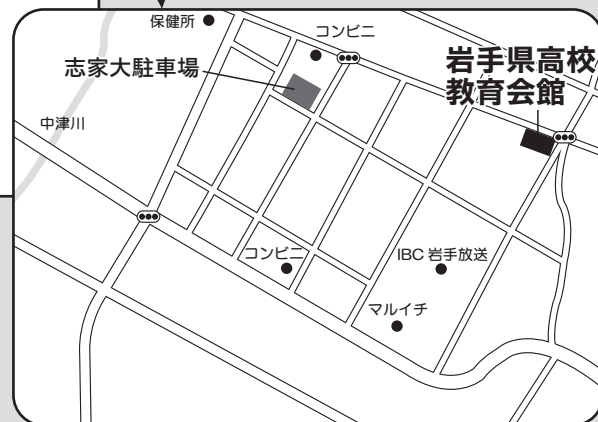 保健所
コンビニ
志家大駐車場
岩手県高校
教育会館
中津川
コンビニ
IBC 岩手放送
マルイチ